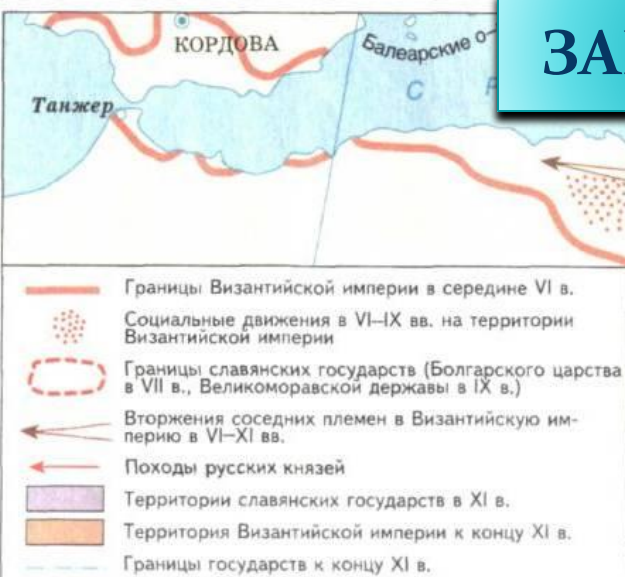 ЗА
КОРДОВА
Балеарские о-
Танжер
С
Границы Византийской империи в середине VI в.
Социальные движения в VI–IX вв. на территории
Византийской империи
Границы славянских государств (Болгарского царства
в VII в., Великоморавской державы в IX в.)
Вторжения соседних племен в Византийскую им-
перию в VI–XI вв.
Походы русских князей
Территории славянских государств в XI в.
Территория Византийской империи к концу XI в.
Границы государств к концу XI в.